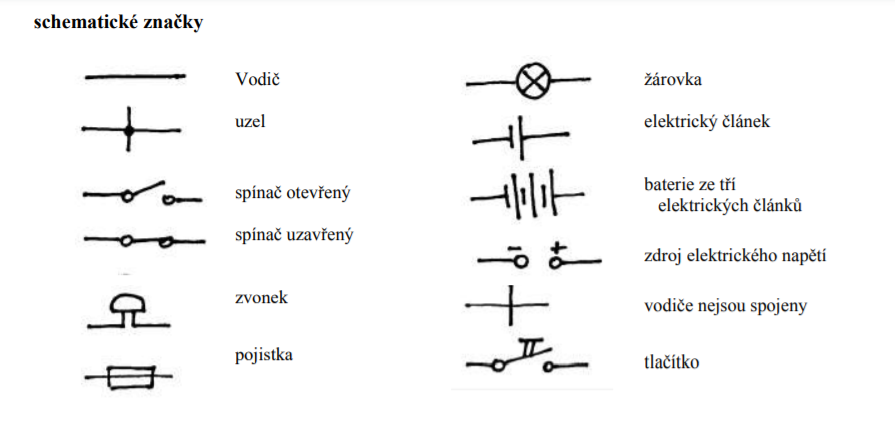 schematické značky
Vodič
uzel
spínač otevřený
spínač uzavřený
zvonek
pojistka
žárovka
elektrický článek
baterie ze tří
elektrických článků
zdroj elektrického napětí
vodiče nejsou spojeny
tlačítko